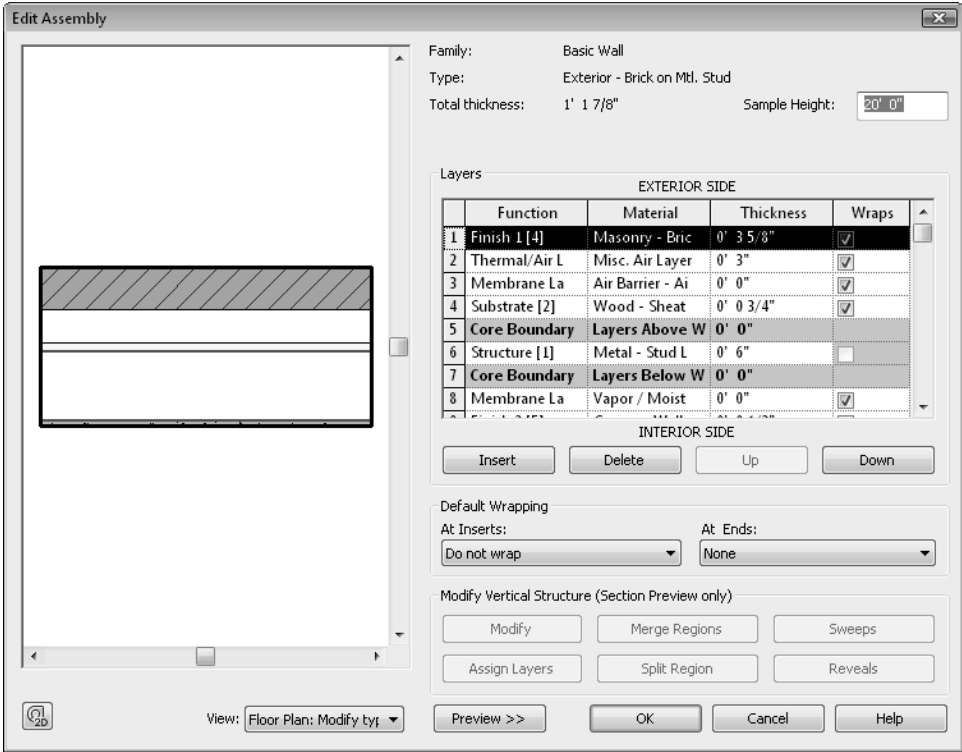 Edit Assembly
Family: Basic Wall
Type: Exterior - Brick on Mtl. Stud
Total thickness: 1' 1 7/8" Sample Height: 20' 0"
Layers
EXTERIOR SIDE
Function Material Thickness Wraps
1 Finish 1 [4] Masonry - Bric 0' 3 5/8"
2 Thermal/Air L Misc. Air Layer 0' 3"
3 Membrane La Air Barrier - Ai 0' 0"
4 Substrate [2] Wood - Sheat 0' 0 3/4"
5 Core Boundary Layers Above W 0' 0"
6 Structure [1] Metal - Stud L 0' 6"
7 Core Boundary Layers Below W 0' 0"
8 Membrane La Vapor / Moist 0' 0"
INTERIOR SIDE
Insert Delete Up Down
Default Wrapping
At Inserts: At Ends:
Do not wrap None
Modify Vertical Structure (Section Preview only)
Modify Merge Regions Sweeps
Assign Layers Split Region Reveals
2D View: Floor Plan: Modify typ Preview >> OK Cancel Help